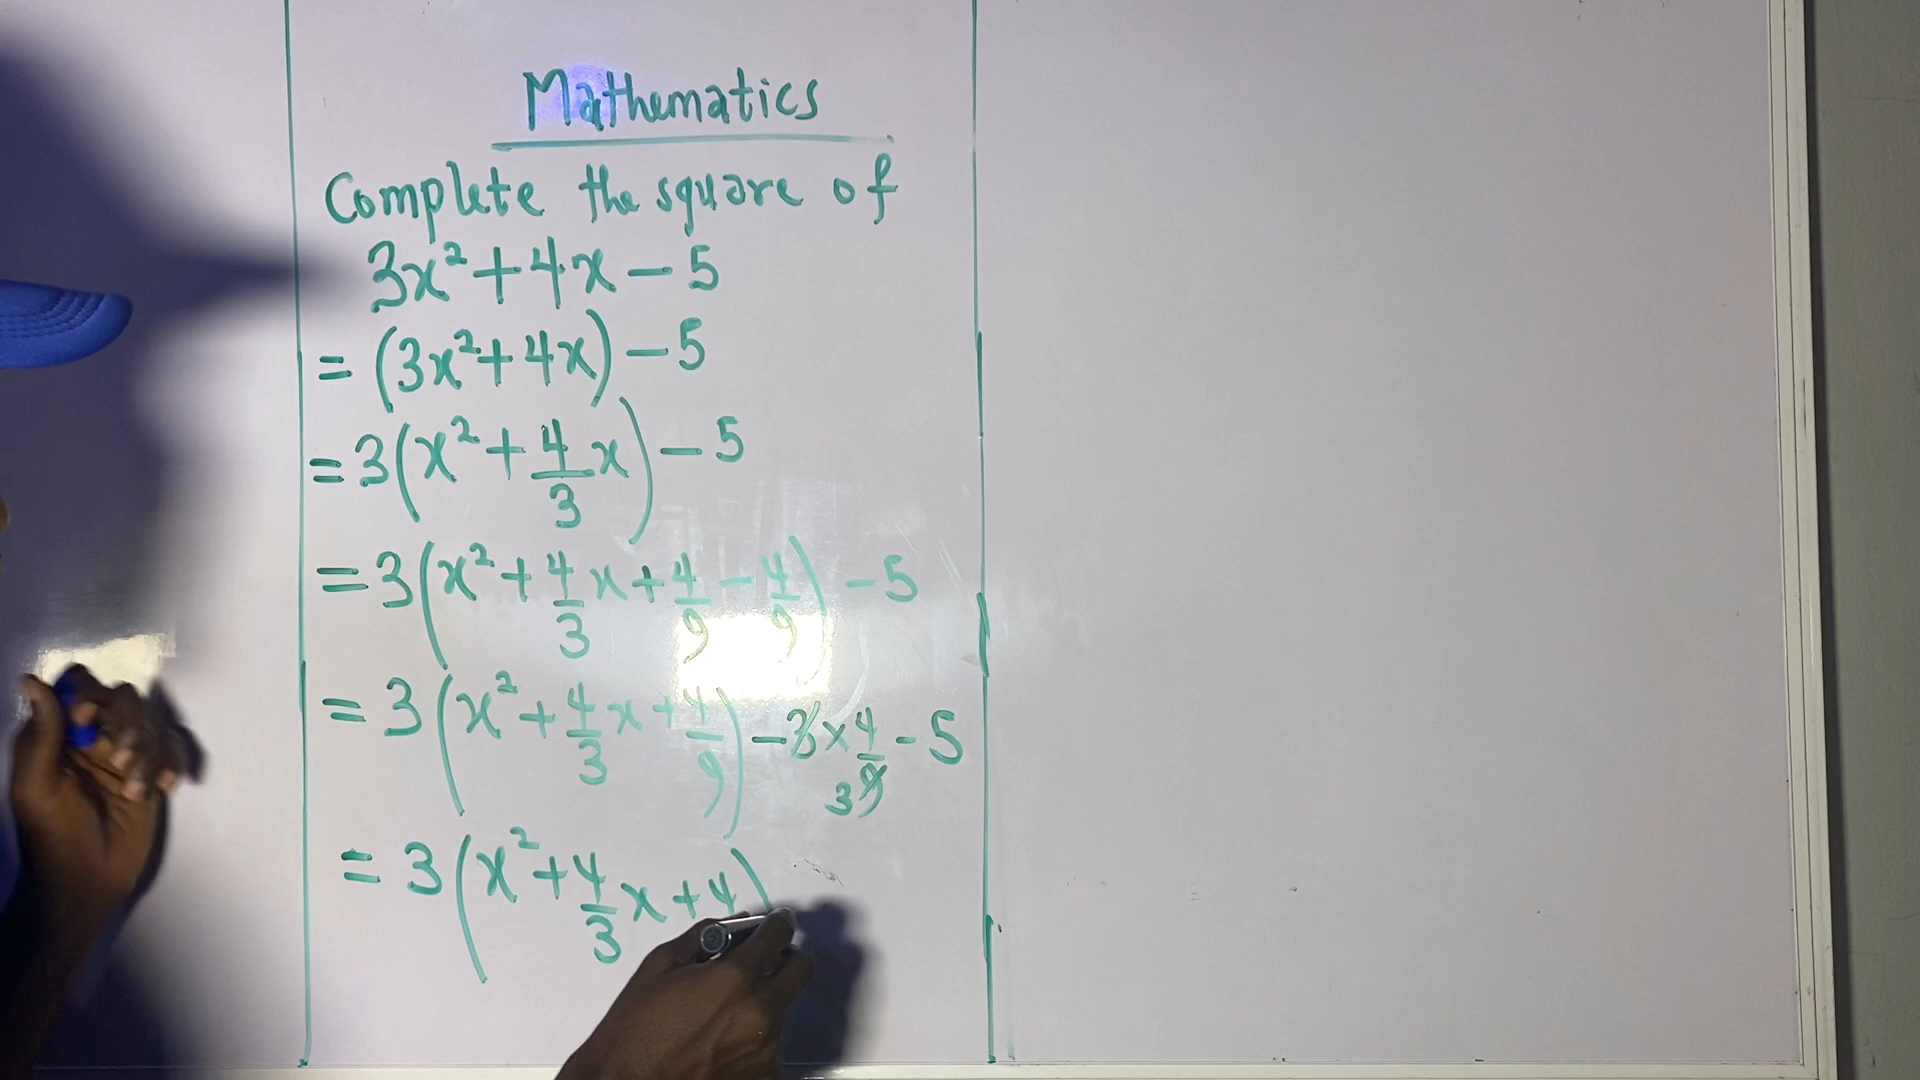 Mathematics
Complete the square of
3x² + 4x - 5
= (3x² + 4x) - 5
= 3(x² + 4/3 x) - 5
= 3(x² + 4/3 x + 4/9 - 4/9) - 5
= 3(x² + 4/3 x + 4/9) - 3 × 4/9 - 5
3
= 3(x² + 4/3 x + 4)